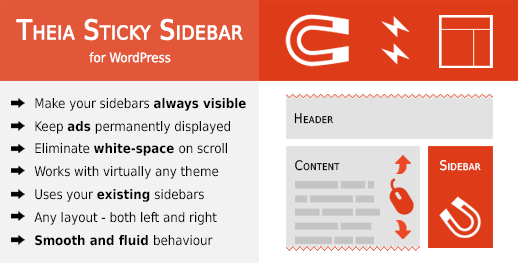 Theia Sticky Sidebar
for WordPress
Make your sidebars always visible
Keep ads permanently displayed
Eliminate white-space on scroll
Works with virtually any theme
Uses your existing sidebars
Any layout - both left and right
Smooth and fluid behaviour
Header
Content
Sidebar